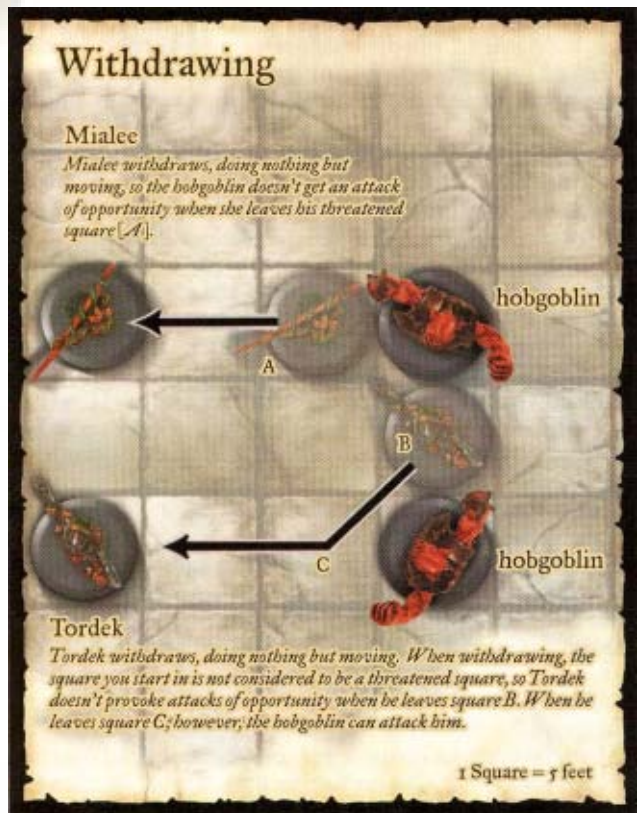 Withdrawing
Mialee
Mialee withdraws, doing nothing but
moving, so the hobgoblin doesn't get an attack
of opportunity when she leaves his threatened
square [A].
hobgoblin
A
B
C
hobgoblin
Tordek
Tordek withdraws, doing nothing but moving. When withdrawing, the
square you start in is not considered to be a threatened square, so Tordek
doesn't provoke attacks of opportunity when he leaves square B. When he
leaves square C; however, the hobgoblin can attack him.
1 Square = 5 feet